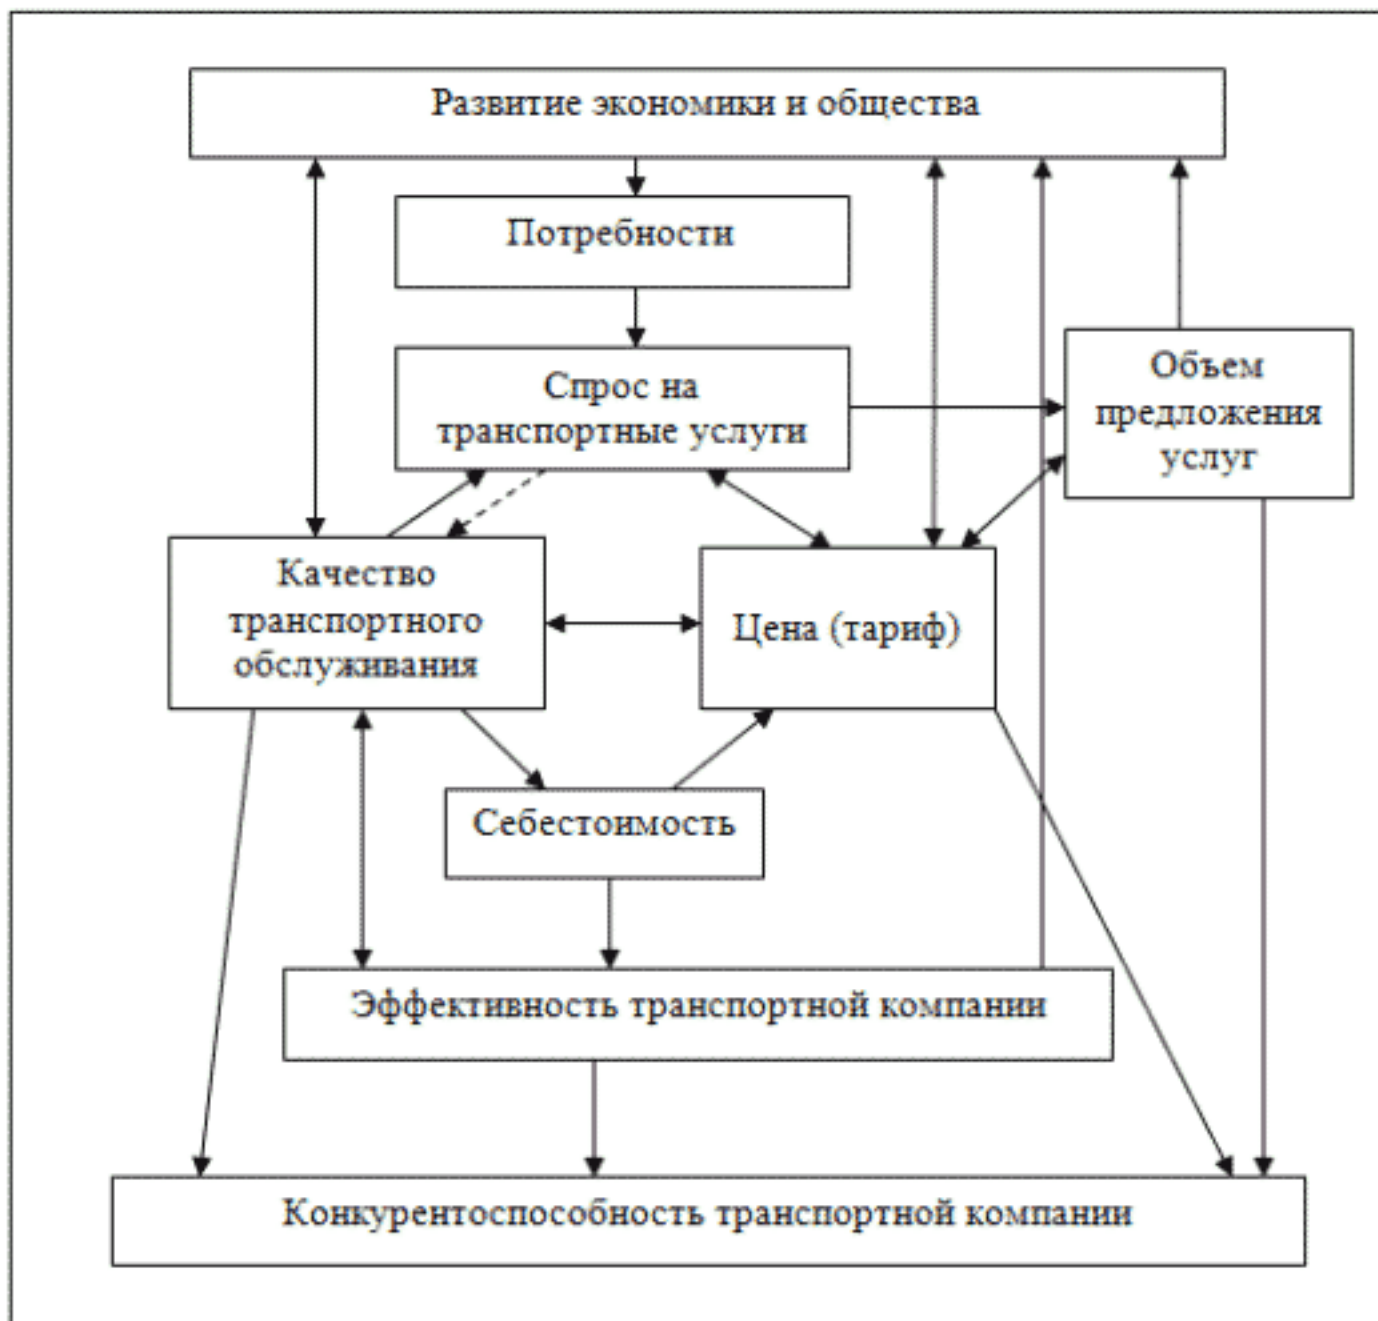 Развитие экономики и общества
Потребности
Спрос на
транспортные услуги
Объем
предложения
услуг
Качество
транспортного
обслуживания
Цена (тариф)
Себестоимость
Эффективность транспортной компании
Конкурентоспособность транспортной компании